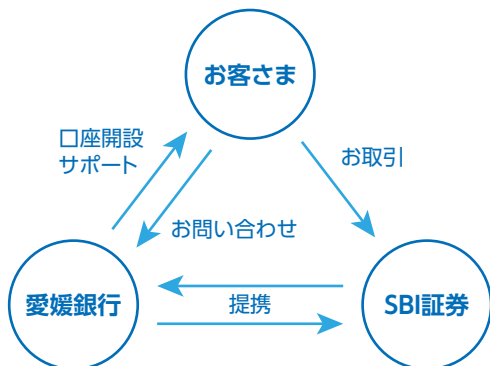 お客さま
口座開設
サポート
お取引
お問い合わせ
愛媛銀行
提携
SBI証券